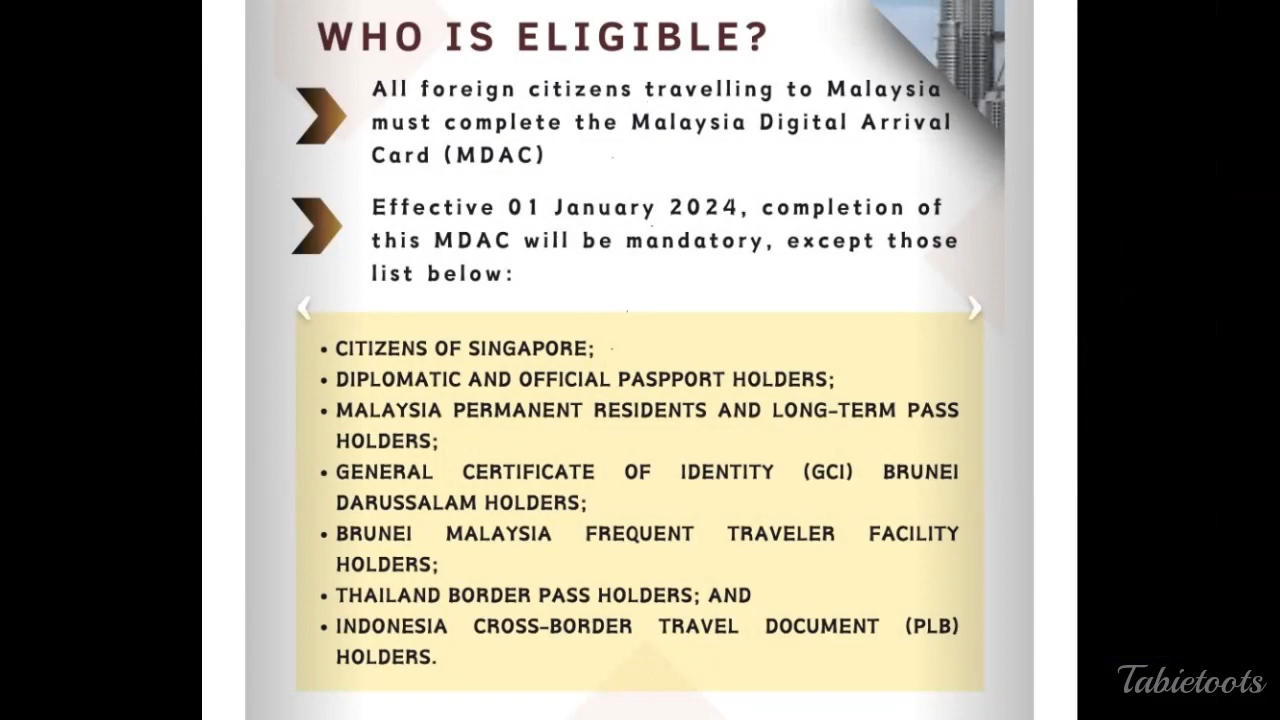 WHO IS ELIGIBLE?
All foreign citizens travelling to Malaysia
must complete the Malaysia Digital Arrival
Card (MDAC)
Effective 01 January 2024, completion of
this MDAC will be mandatory, except those
list below:
• CITIZENS OF SINGAPORE;
• DIPLOMATIC AND OFFICIAL PASPPORT HOLDERS;
• MALAYSIA PERMANENT RESIDENTS AND LONG-TERM PASS
HOLDERS;
• GENERAL CERTIFICATE OF IDENTITY (GCI) BRUNEI
DARUSSALAM HOLDERS;
• BRUNEI MALAYSIA FREQUENT TRAVELER FACILITY
HOLDERS;
• THAILAND BORDER PASS HOLDERS; AND
• INDONESIA CROSS-BORDER TRAVEL DOCUMENT (PLB)
HOLDERS.
Tabietoots